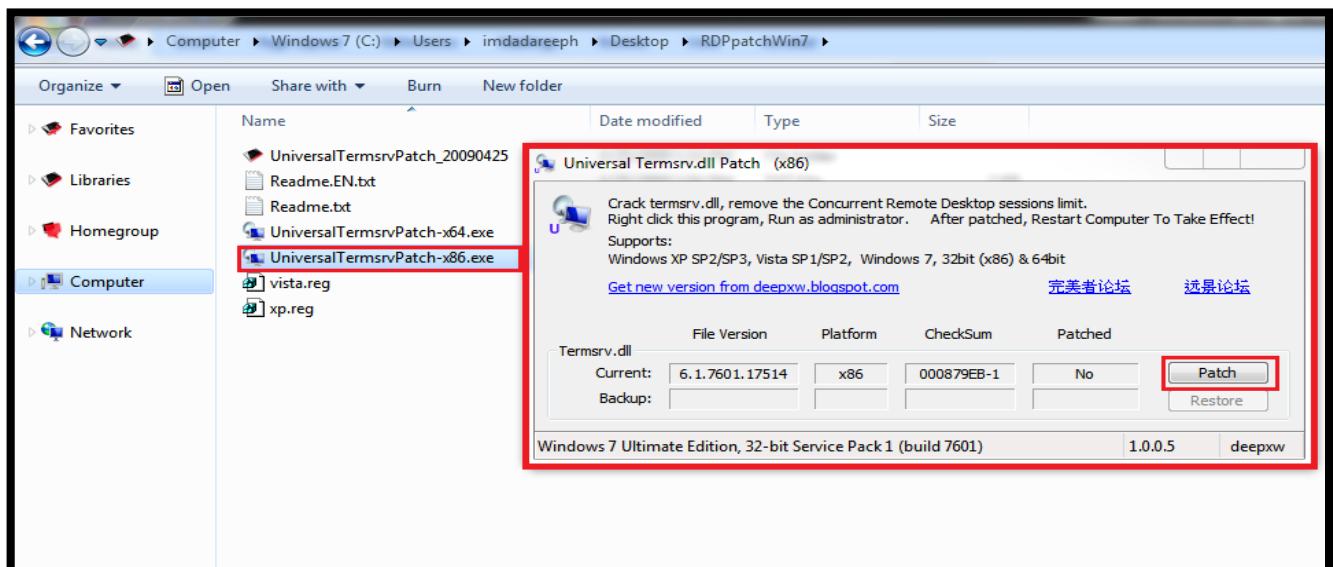 Computer ▸ Windows 7 (C:) ▸ Users ▸ imdadareeph ▸ Desktop ▸ RDPpatchWin7 ▸
Organize Open Share with Burn New folder
Favorites
Libraries
Homegroup
Computer
Network
Name Date modified Type Size
UniversalTermsrvPatch_20090425
Readme.EN.txt
Readme.txt
UniversalTermsrvPatch-x64.exe
UniversalTermsrvPatch-x86.exe
vista.reg
xp.reg
Universal Termsrv.dll Patch (x86)
Crack termsrv.dll, remove the Concurrent Remote Desktop sessions limit.
Right click this program, Run as administrator. After patched, Restart Computer To Take Effect!
Supports:
Windows XP SP2/SP3, Vista SP1/SP2, Windows 7, 32bit (x86) & 64bit
Get new version from deepxw.blogspot.com 完美者论坛 远景论坛
File Version Platform CheckSum Patched
Termsrv.dll
Current: 6.1.7601.17514 x86 000879EB-1 No Patch
Backup: Restore
Windows 7 Ultimate Edition, 32-bit Service Pack 1 (build 7601) 1.0.0.5 deepxw
U